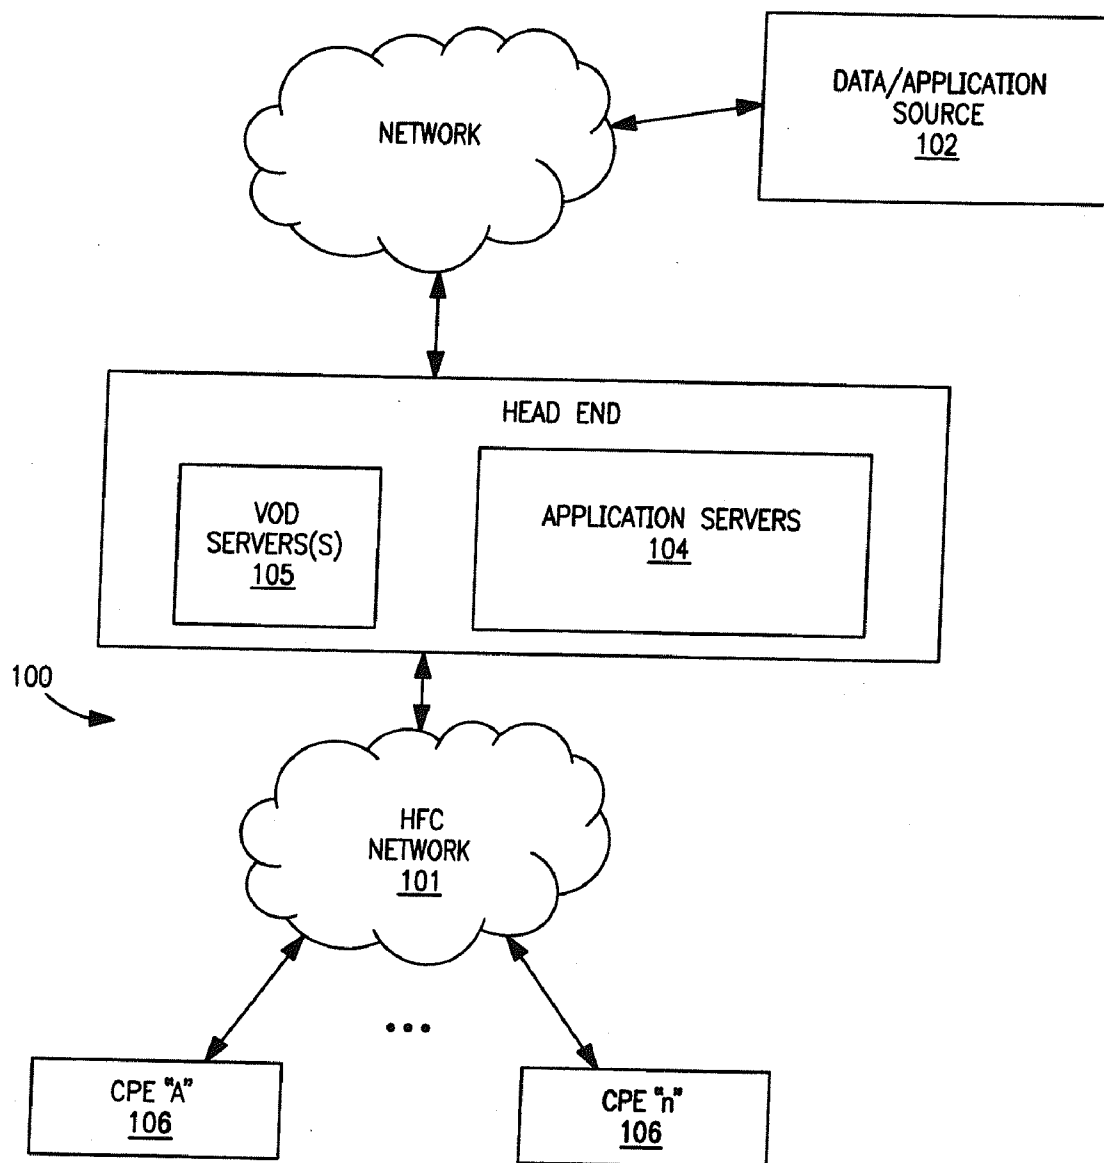 NETWORK
DATA/APPLICATION
SOURCE
102
HEAD END
VOD
SERVERS(S)
105
APPLICATION SERVERS
104
100
HFC
NETWORK
101
•••
CPE "A"
106
CPE "n"
106